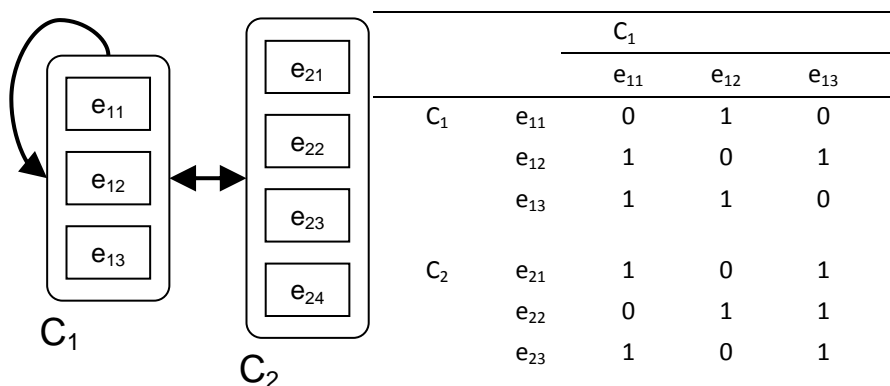 e11
e12
e13
C1
e21
e22
e23
e24
C2
C1
e11 e12 e13
C1 e11 0 1 0
e12 1 0 1
e13 1 1 0
C2 e21 1 0 1
e22 0 1 1
e23 1 0 1